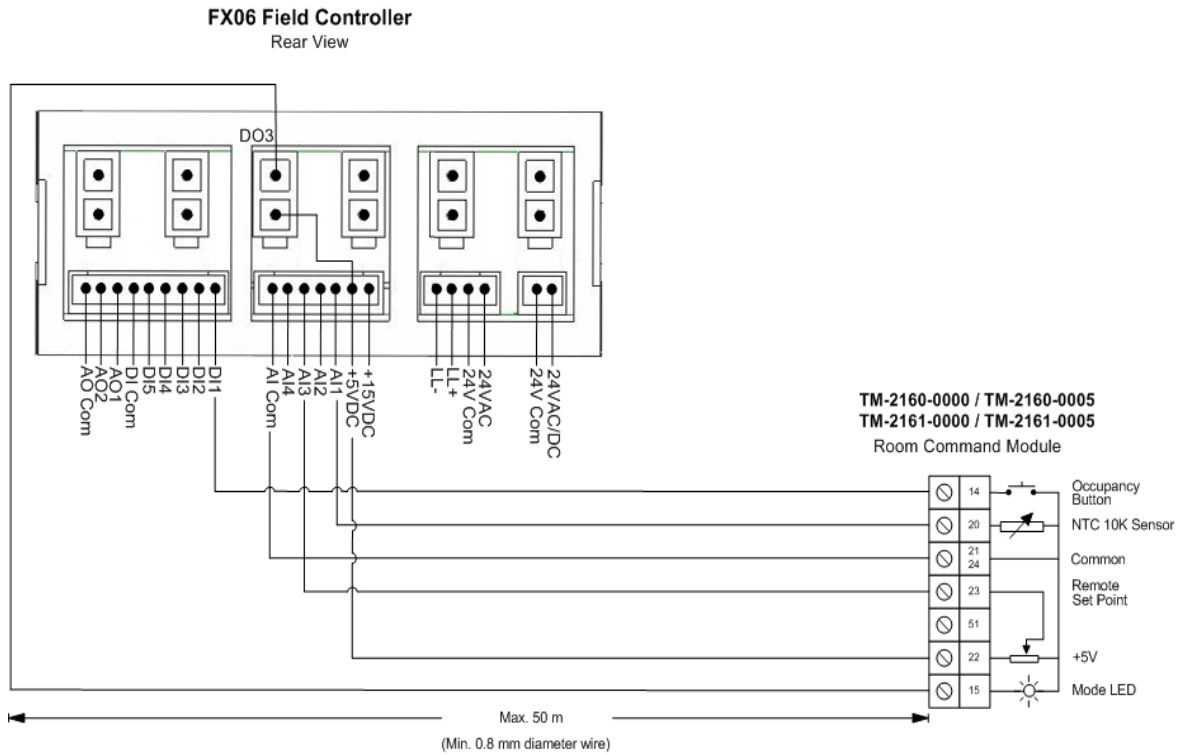 FX06 Field Controller
Rear View
DO3
AO Com
AO2
AO1
DI Com
DI5
DI4
DI3
DI2
DI1
AI Com
AI4
AI3
AI2
AI1
+5VDC
+15VDC
LL-
LL+
24V Com
24VAC
24V Com
24VAC/DC
TM-2160-0000 / TM-2160-0005
TM-2161-0000 / TM-2161-0005
Room Command Module
14
Occupancy
Button
20
NTC 10K Sensor
21
24
Common
23
Remote
Set Point
51
22
+5V
15
Mode LED
Max. 50 m
(Min. 0.8 mm diameter wire)